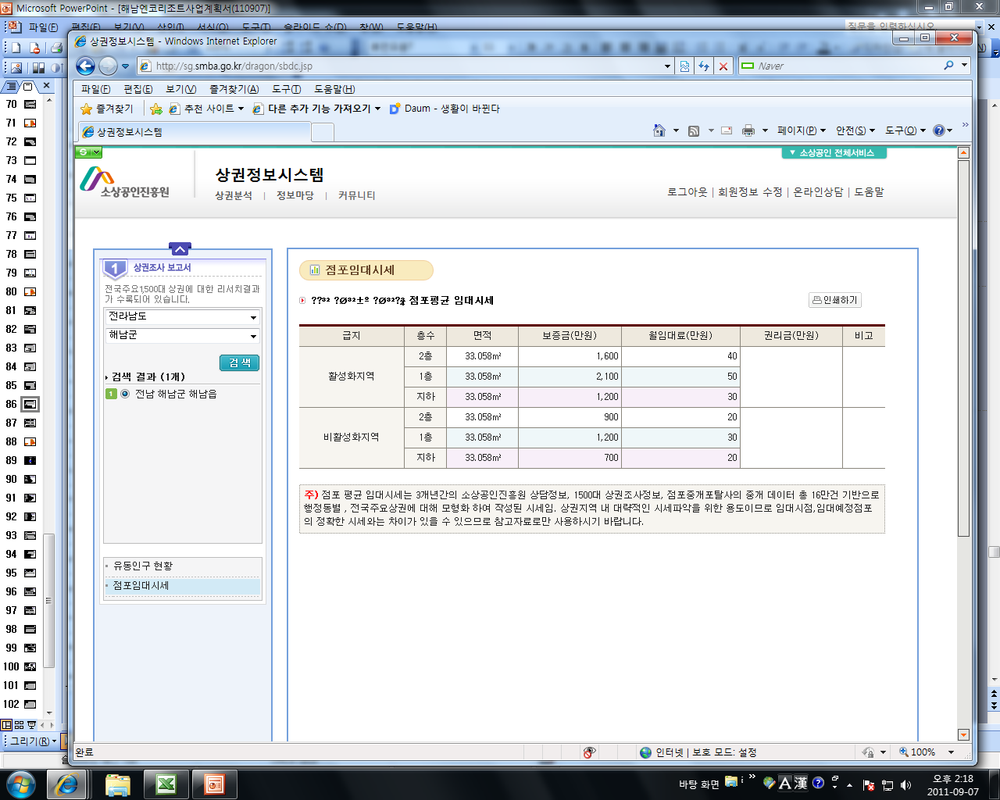 Microsoft PowerPoint - [해남엔코리조트사업계획서(110907)]
파일(F) 편집(E) 보기(V) 삽입(I) 서식(O) 도구(T) 슬라이드 쇼(D) 창(W) 도움말(H)
질문을 입력하십시오
상권정보시스템 - Windows Internet Explorer
http://sg.smba.go.kr/dragon/sbdc.jsp
Naver
파일(F) 편집(E) 보기(V) 즐겨찾기(A) 도구(T) 도움말(H)
즐겨찾기 추천 사이트 다른 추가 기능 가져오기 Daum - 생활이 바뀐다
상권정보시스템
페이지(P) 안전(S) 도구(O)
소상공인 전체서비스
소상공인진흥원
상권정보시스템
상권분석 | 정보마당 | 커뮤니티
로그아웃 | 회원정보 수정 | 온라인상담 | 도움말
1 상권조사 보고서
전국주요1,500대 상권에 대한 리서치결과
가 수록되어 있습니다.
전라남도
해남군
검색
검색 결과 (1개)
1 전남 해남군 해남읍
유동인구 현황
점포임대시세
점포임대시세
??³² ?Ø³²±º ?Ø³²?‡ 점포평균 임대시세
인쇄하기
급지 층수 면적 보증금(만원) 월임대료(만원) 권리금(만원) 비고
활성화지역 2층 33.058㎡ 1,600 40
1층 33.058㎡ 2,100 50
지하 33.058㎡ 1,200 30
비활성화지역 2층 33.058㎡ 900 20
1층 33.058㎡ 1,200 30
지하 33.058㎡ 700 20
주) 점포 평균 임대시세는 3개년간의 소상공인진흥원 상담정보, 1500대 상권조사정보, 점포중개포탈사의 중개 데이터 총 16만건 기반으로
행정동별 , 전국주요상권에 대해 모형화 하여 작성된 시세임. 상권지역 내 대략적인 시세파악을 위한 용도이므로 임대시점,임대예정점포
의 정확한 시세와는 차이가 있을 수 있으므로 참고자료로만 사용하시기 바랍니다.
70
71
72
73
74
75
76
77
78
79
80
81
82
83
84
85
86
87
88
89
90
91
92
93
94
95
96
97
98
99
100
101
102
그리기(R)
완료
인터넷 | 보호 모드: 설정
100%
바탕 화면
A 漢
오후 2:18
2011-09-07